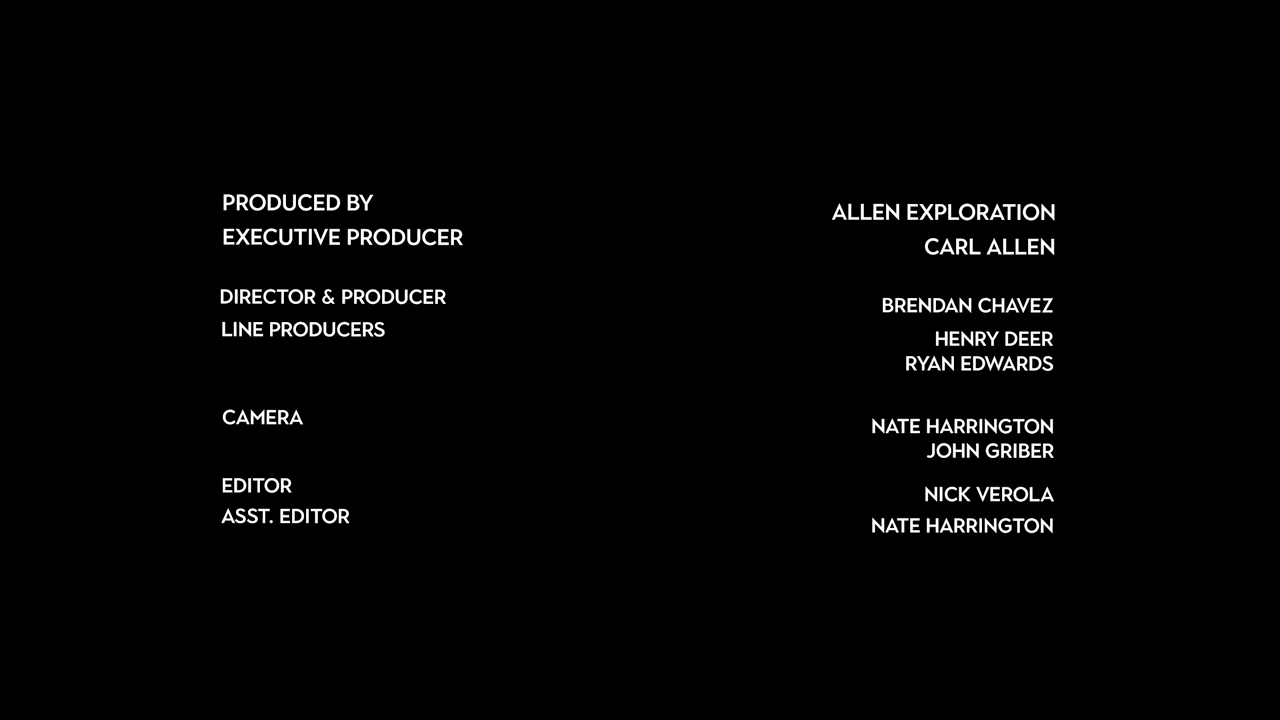 PRODUCED BY
ALLEN EXPLORATION
EXECUTIVE PRODUCER
CARL ALLEN
DIRECTOR & PRODUCER
BRENDAN CHAVEZ
LINE PRODUCERS
HENRY DEER
RYAN EDWARDS
CAMERA
NATE HARRINGTON
JOHN GRIBER
EDITOR
NICK VEROLA
ASST. EDITOR
NATE HARRINGTON